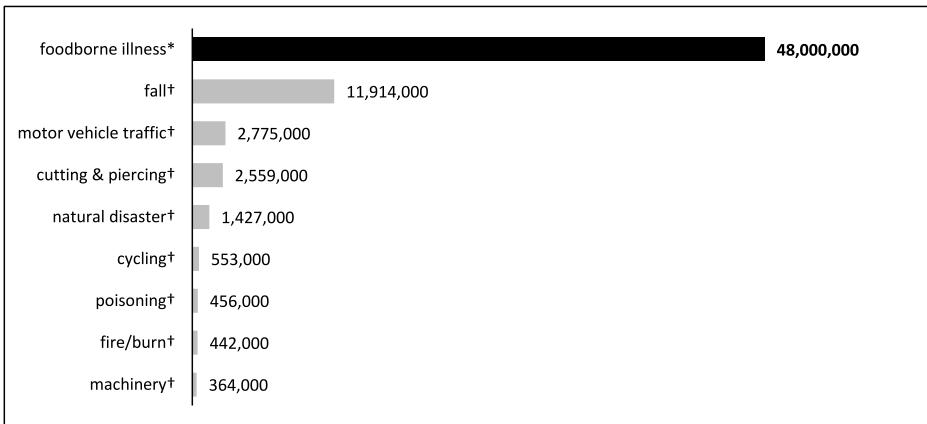 foodborne illness* 48,000,000
fall† 11,914,000
motor vehicle traffic† 2,775,000
cutting & piercing† 2,559,000
natural disaster† 1,427,000
cycling† 553,000
poisoning† 456,000
fire/burn† 442,000
machinery† 364,000